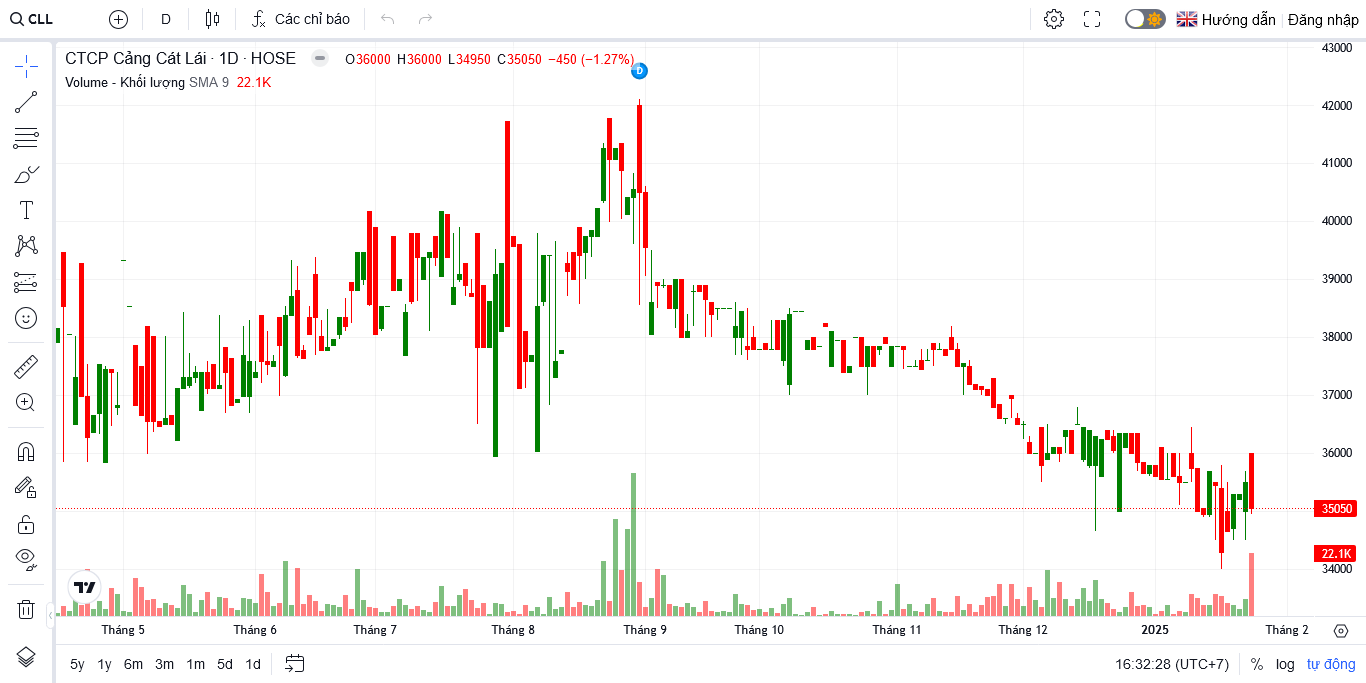 CLL D Các chỉ báo Hướng dẫn Đăng nhập
CTCP Cảng Cát Lái · 1D · HOSE O36000 H36000 L34950 C35050 −450 (−1.27%)
D
Volume - Khối lượng SMA 9 22.1K
43000
42000
41000
40000
39000
38000
37000
36000
35050
22.1K
34000
Tháng 5 Tháng 6 Tháng 7 Tháng 8 Tháng 9 Tháng 10 Tháng 11 Tháng 12 2025 Tháng 2
5y 1y 6m 3m 1m 5d 1d 16:32:28 (UTC+7) % log tự động